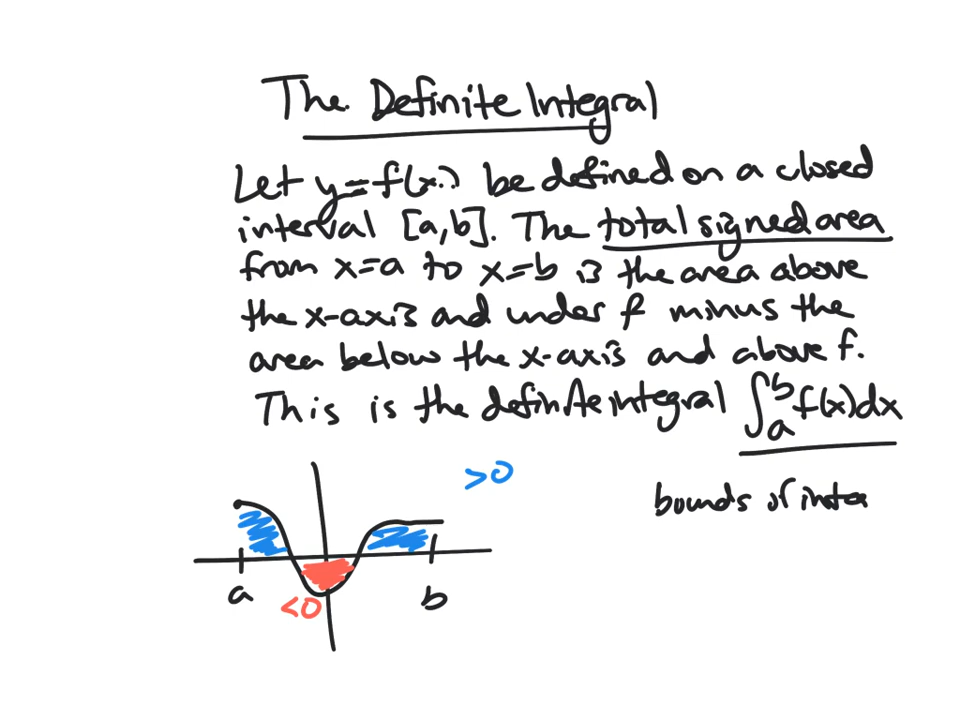 The Definite Integral
Let y=f(x) be defined on a closed
interval [a,b]. The total signed area
from x=a to x=b is the area above
the x-axis and under f minus the
area below the x-axis and above f.
This is the definite integral ∫_a^b f(x)dx
>0
bounds of integ
a
<0
b